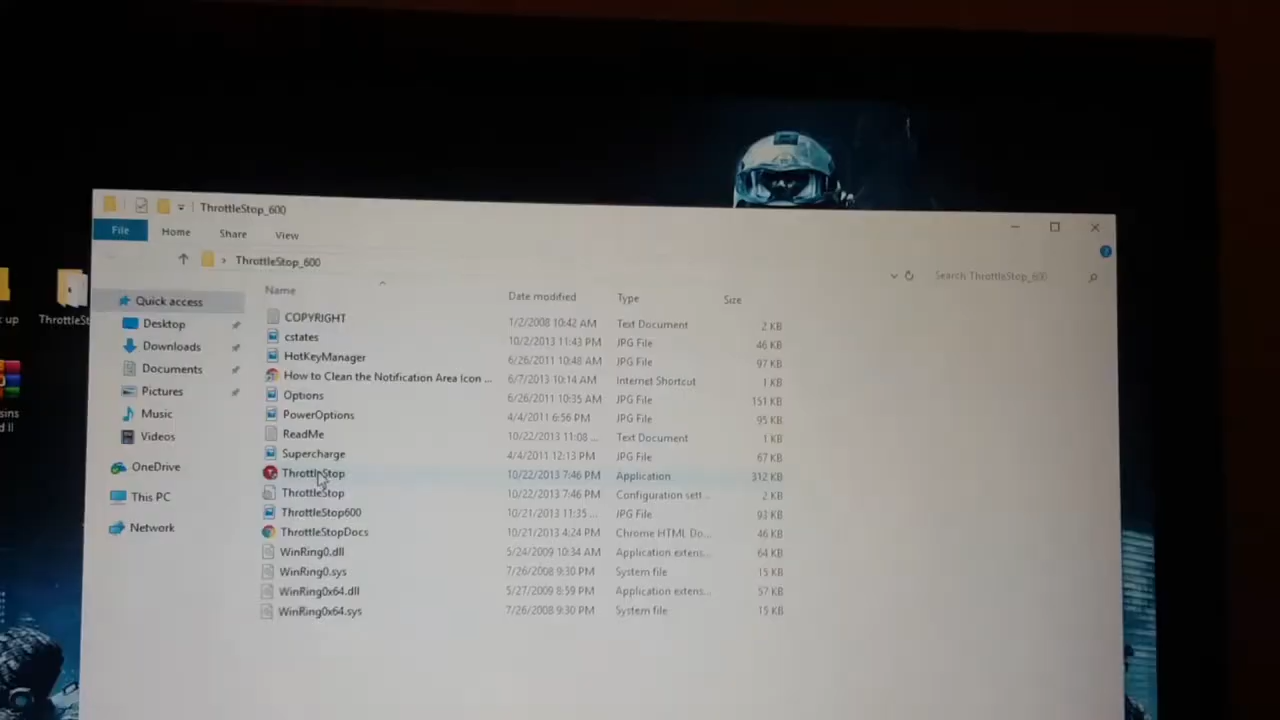 ThrottleStop_600
File Home Share View
ThrottleStop_600
Search ThrottleStop_600
Name Date modified Type Size
Quick access
Desktop
Downloads
Documents
Pictures
Music
Videos
OneDrive
This PC
Network
COPYRIGHT 1/2/2008 10:42 AM Text Document 2 KB
cstates 10/2/2013 11:43 PM JPG File 46 KB
HotKeyManager 6/26/2011 10:48 AM JPG File 97 KB
How to Clean the Notification Area Icon ... 6/7/2013 10:14 AM Internet Shortcut 1 KB
Options 6/26/2011 10:35 AM JPG File 151 KB
PowerOptions 4/4/2011 6:56 PM JPG File 95 KB
ReadMe 10/22/2013 11:08 ... Text Document 1 KB
Supercharge 4/4/2011 12:13 PM JPG File 67 KB
ThrottleStop 10/22/2013 7:46 PM Application 312 KB
ThrottleStop 10/22/2013 7:46 PM Configuration sett... 2 KB
ThrottleStop600 10/21/2013 11:35... JPG File 93 KB
ThrottleStopDocs 10/21/2013 4:24 PM Chrome HTML Do... 46 KB
WinRing0.dll 5/24/2009 10:34 AM Application extens... 64 KB
WinRing0.sys 7/26/2008 9:30 PM System file 15 KB
WinRing0x64.dll 5/27/2009 8:59 PM Application extens... 57 KB
WinRing0x64.sys 7/26/2008 9:30 PM System file 15 KB
up
ThrottleSt
sins
d II